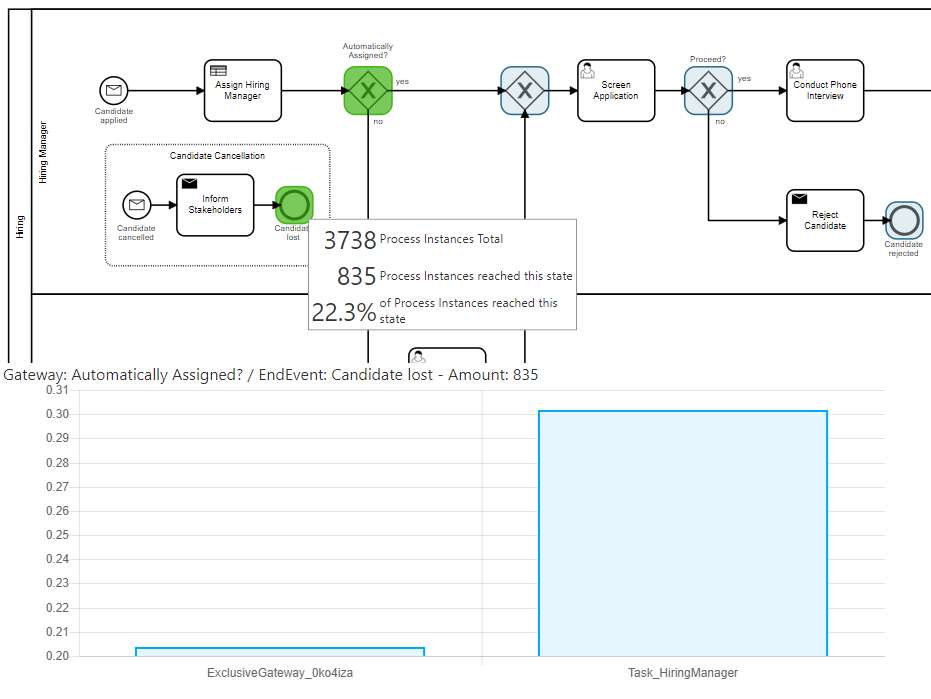 Hiring
Hiring Manager
Candidate
applied
Assign Hiring
Manager
Automatically
Assigned?
yes
no
Screen
Application
Proceed?
yes
no
Conduct Phone
Interview
Candidate Cancellation
Candidate
cancelled
Inform
Stakeholders
Candidat
lost
Reject
Candidate
Candidate
rejected
3738 Process Instances Total
835 Process Instances reached this state
22.3% of Process Instances reached this
state
Gateway: Automatically Assigned? / EndEvent: Candidate lost - Amount: 835
0.31
0.30
0.29
0.28
0.27
0.26
0.25
0.24
0.23
0.22
0.21
0.20
ExclusiveGateway_0ko4iza
Task_HiringManager